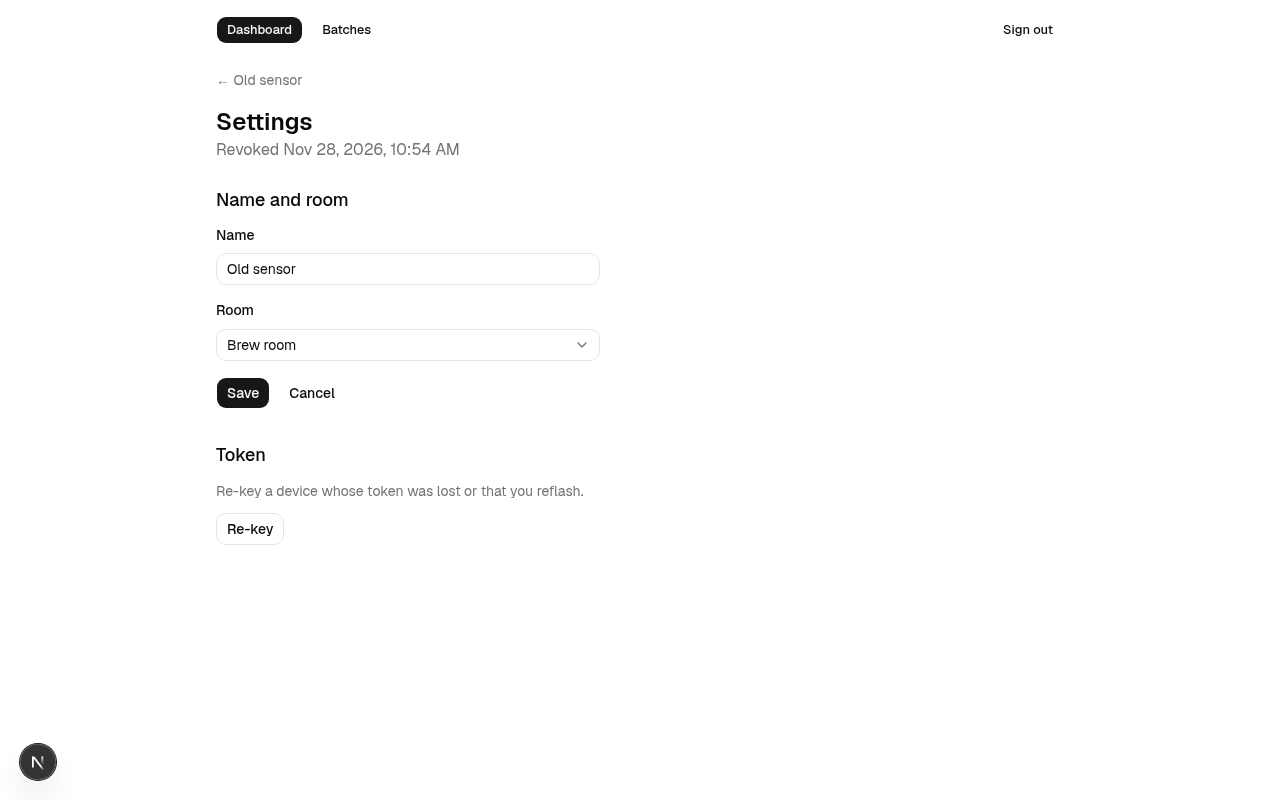 Dashboard Batches Sign out
← Old sensor
Settings
Revoked Nov 28, 2026, 10:54 AM
Name and room
Name
Old sensor
Room
Brew room
Save Cancel
Token
Re-key a device whose token was lost or that you reflash.
Re-key
N